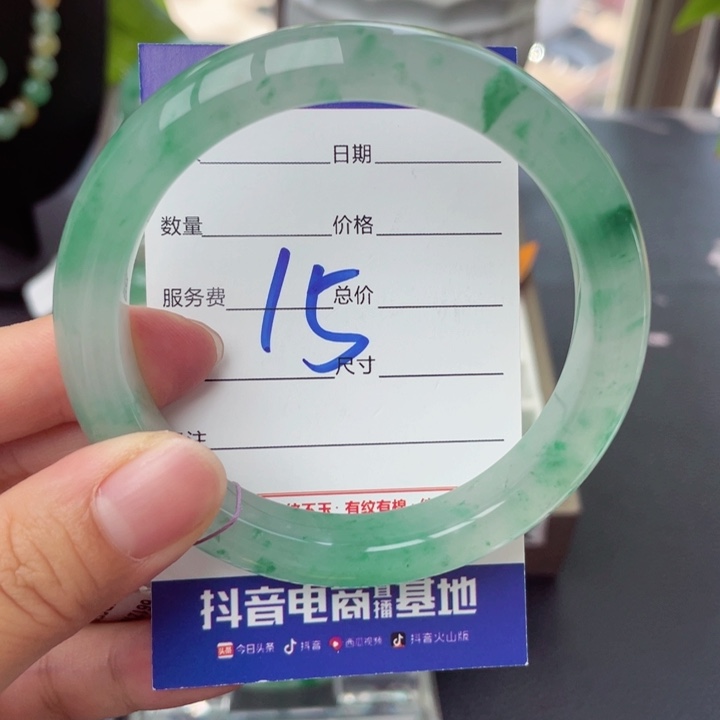 日期
数量 价格
服务费 总价
15
尺寸
注
有纹有棉
抖音电商直播基地
今日头条 抖音 西瓜视频 抖音火山版